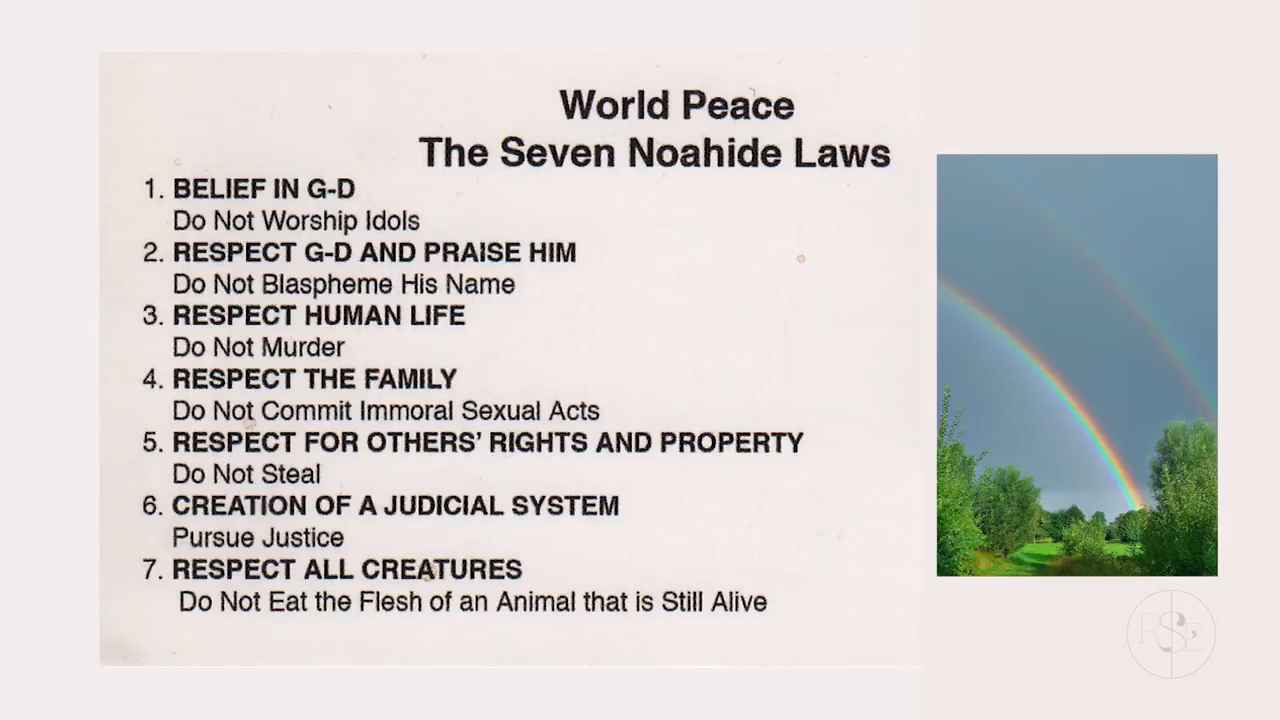 World Peace
The Seven Noahide Laws
1. BELIEF IN G-D
Do Not Worship Idols
2. RESPECT G-D AND PRAISE HIM
Do Not Blaspheme His Name
3. RESPECT HUMAN LIFE
Do Not Murder
4. RESPECT THE FAMILY
Do Not Commit Immoral Sexual Acts
5. RESPECT FOR OTHERS' RIGHTS AND PROPERTY
Do Not Steal
6. CREATION OF A JUDICIAL SYSTEM
Pursue Justice
7. RESPECT ALL CREATURES
Do Not Eat the Flesh of an Animal that is Still Alive